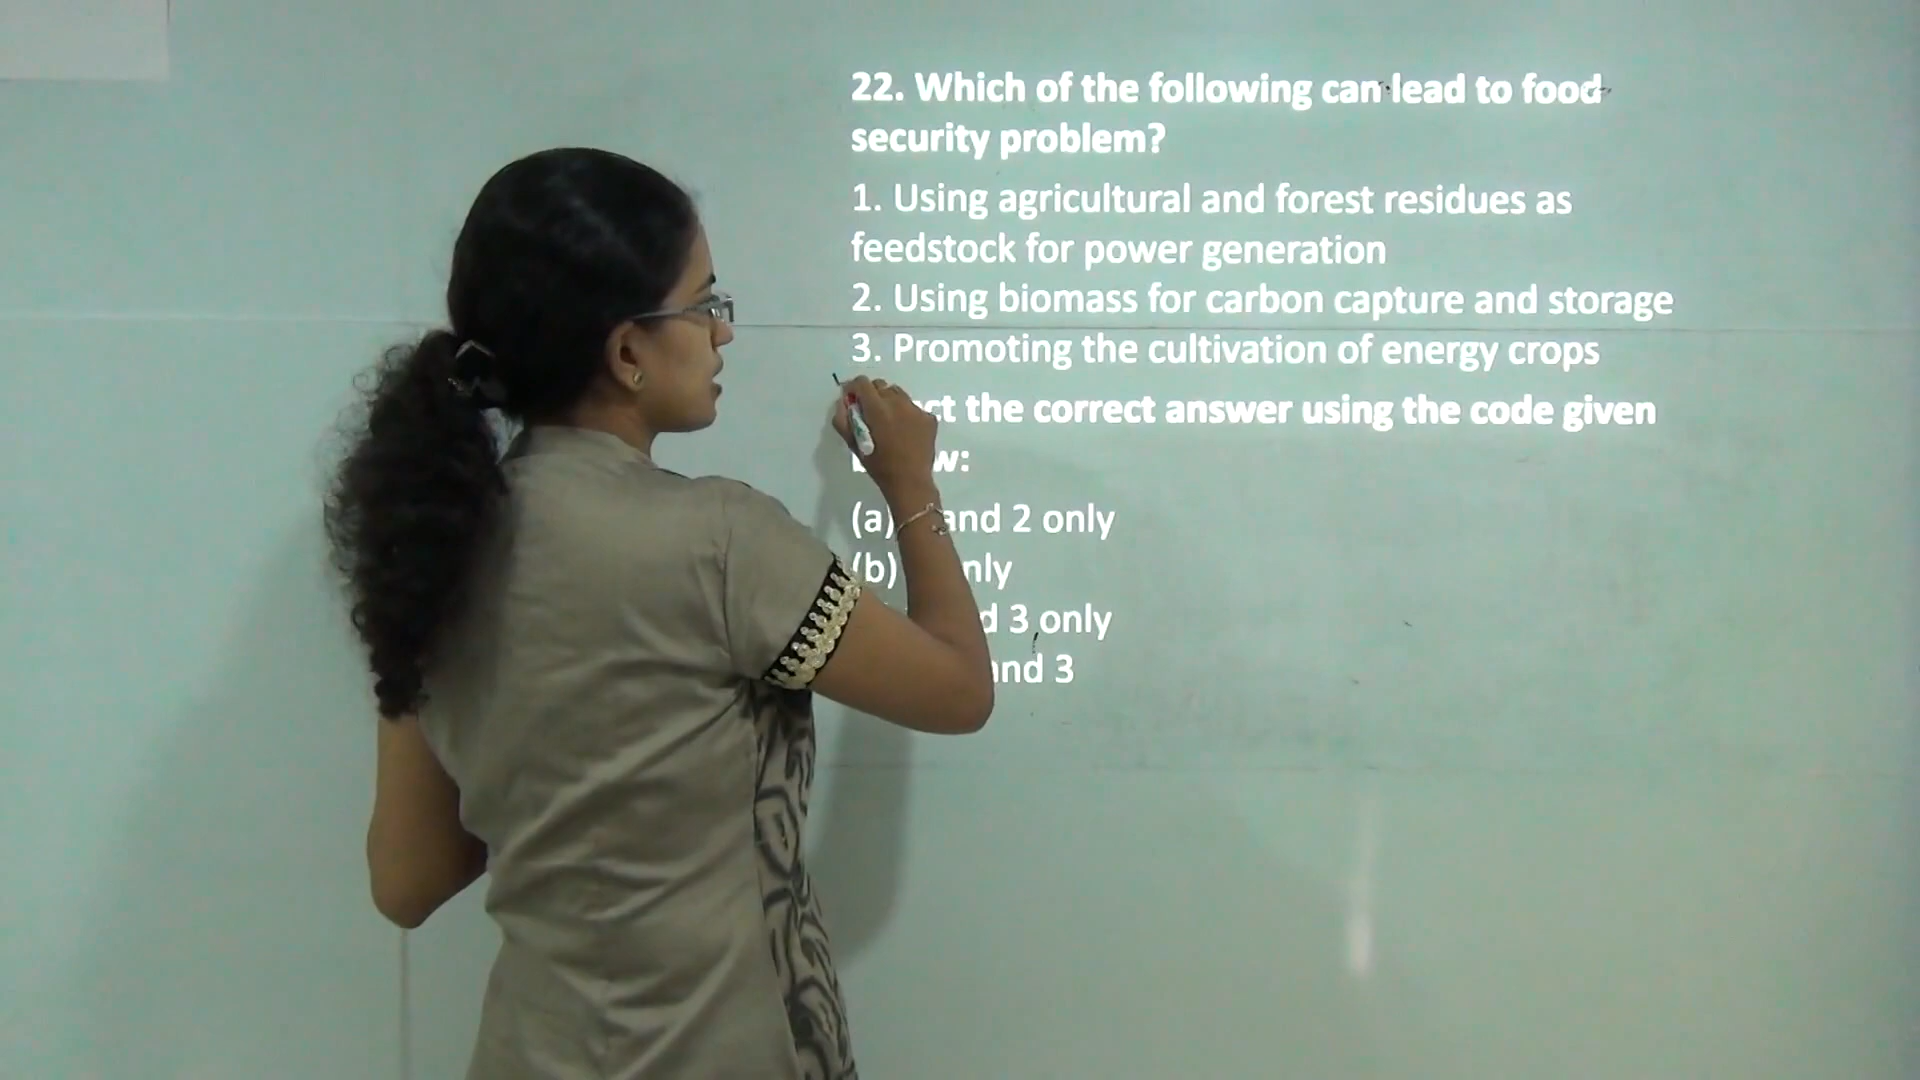 22. Which of the following can lead to food
security problem?
1. Using agricultural and forest residues as
feedstock for power generation
2. Using biomass for carbon capture and storage
3. Promoting the cultivation of energy crops
the correct answer using the code given
(a) and 2 only
(b)
3 only
and 3